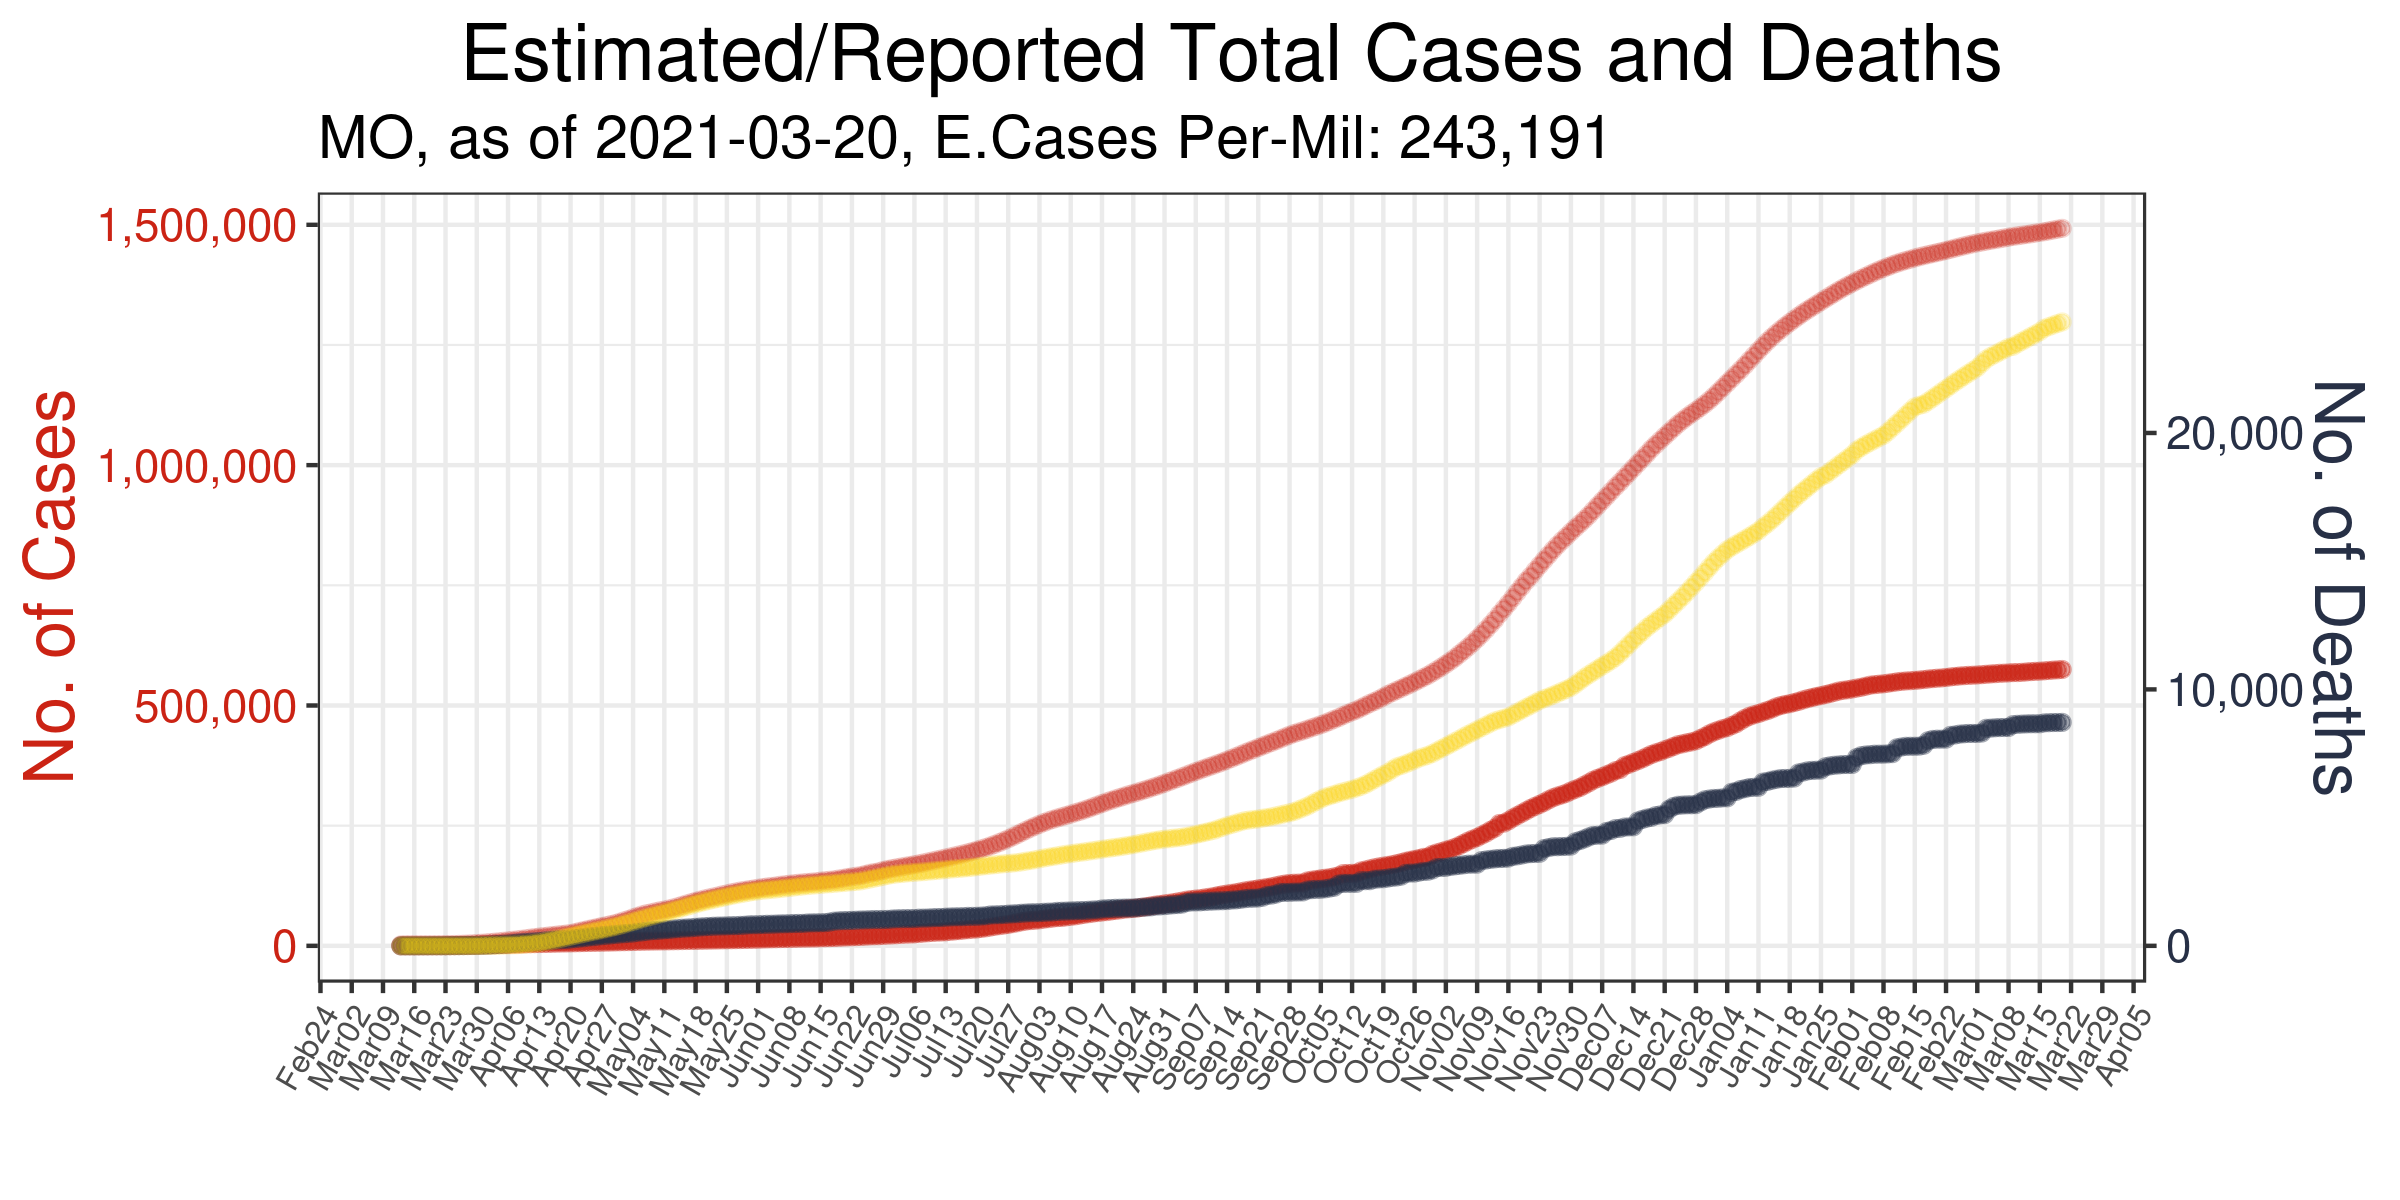 Estimated/Reported Total Cases and Deaths
MO, as of 2021-03-20, E.Cases Per-Mil: 243,191
No. of Cases
1,500,000
1,000,000
500,000
0
20,000
10,000
0
No. of Deaths
Feb24
Mar02
Mar09
Mar16
Mar23
Mar30
Apr06
Apr13
Apr20
Apr27
May04
May11
May18
May25
Jun01
Jun08
Jun15
Jun22
Jun29
Jul06
Jul13
Jul20
Jul27
Aug03
Aug10
Aug17
Aug24
Aug31
Sep07
Sep14
Sep21
Sep28
Oct05
Oct12
Oct19
Oct26
Nov02
Nov09
Nov16
Nov23
Nov30
Dec07
Dec14
Dec21
Dec28
Jan04
Jan11
Jan18
Jan25
Feb01
Feb08
Feb15
Feb22
Mar01
Mar08
Mar15
Mar22
Mar29
Apr05